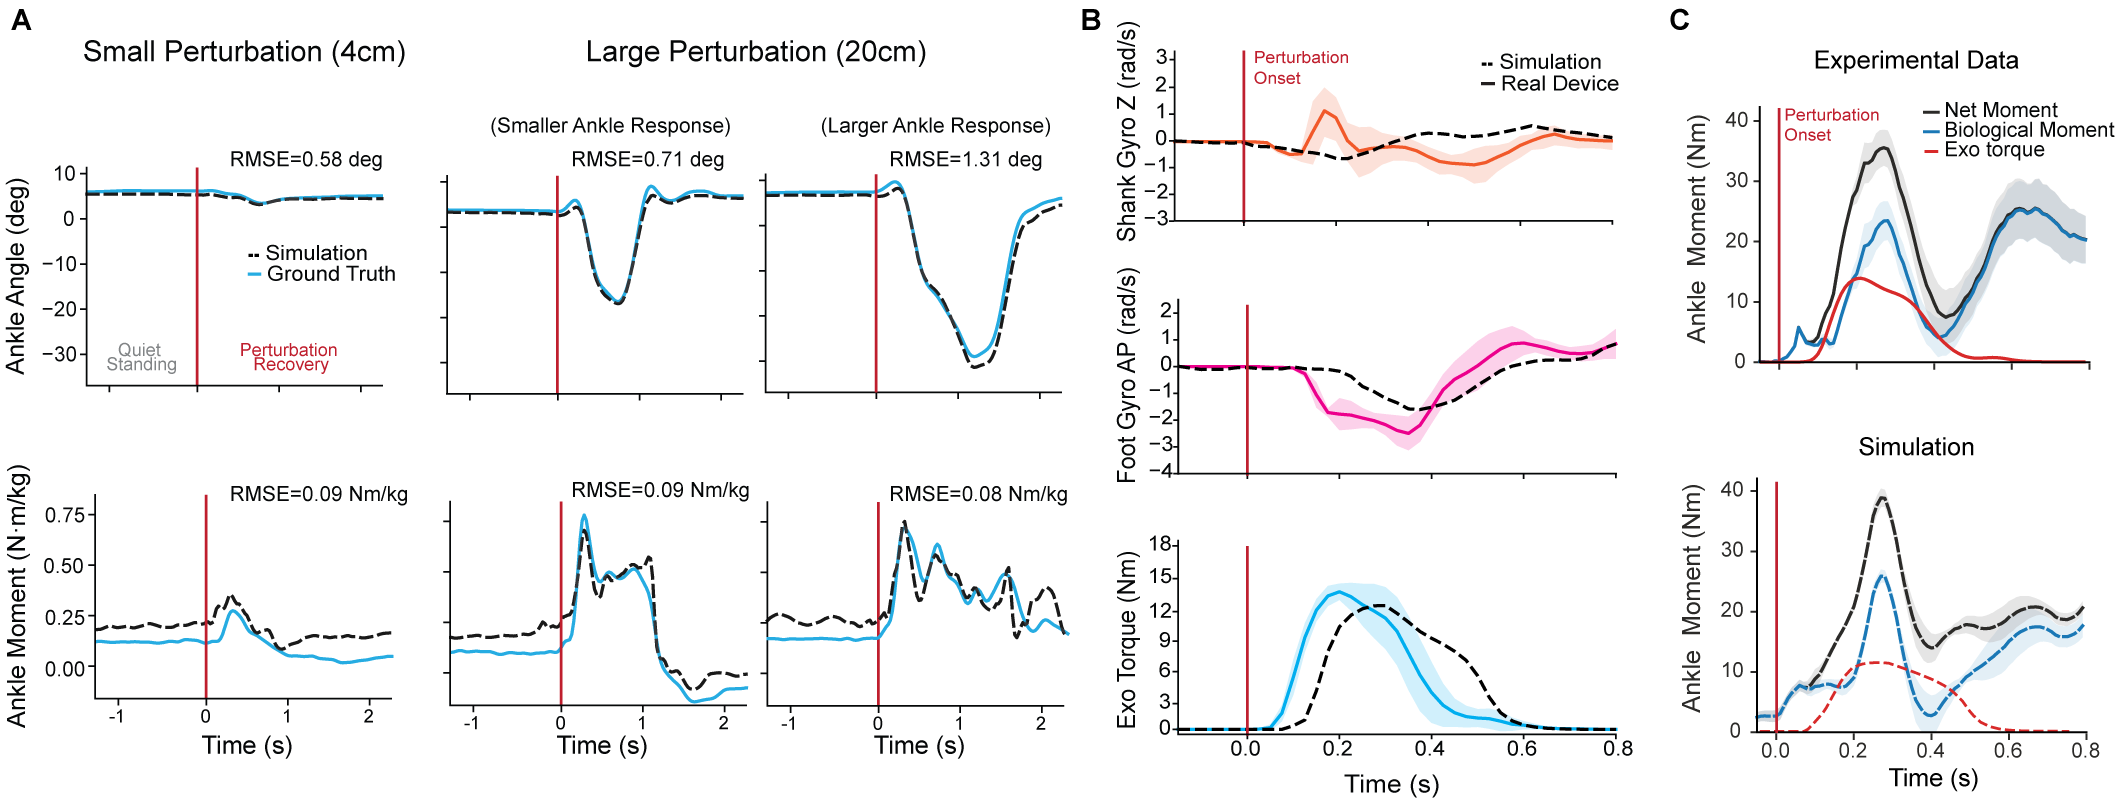 A
Small Perturbation (4cm)
Large Perturbation (20cm)
(Smaller Ankle Response)
(Larger Ankle Response)
RMSE=0.58 deg
RMSE=0.71 deg
RMSE=1.31 deg
Ankle Angle (deg)
10
0
−10
−20
−30
Simulation
Ground Truth
Quiet
Standing
Perturbation
Recovery
RMSE=0.09 Nm/kg
RMSE=0.09 Nm/kg
RMSE=0.08 Nm/kg
Ankle Moment (N·m/kg)
0.75
0.50
0.25
0.00
-1 0 1 2
-1 0 1 2
-1 0 1 2
Time (s)
Time (s)
Time (s)
B
Shank Gyro Z (rad/s)
3
2
1
0
−1
−2
−3
Perturbation
Onset
Simulation
Real Device
Foot Gyro AP (rad/s)
2
1
0
−1
−2
−3
−4
Exo Torque (Nm)
18
15
12
9
6
3
0
0.0 0.2 0.4 0.6 0.8
Time (s)
C
Experimental Data
Ankle Moment (Nm)
40
30
20
10
0
Perturbation
Onset
Net Moment
Biological Moment
Exo torque
Simulation
Ankle Moment (Nm)
40
30
20
10
0
0.0 0.2 0.4 0.6 0.8
Time (s)